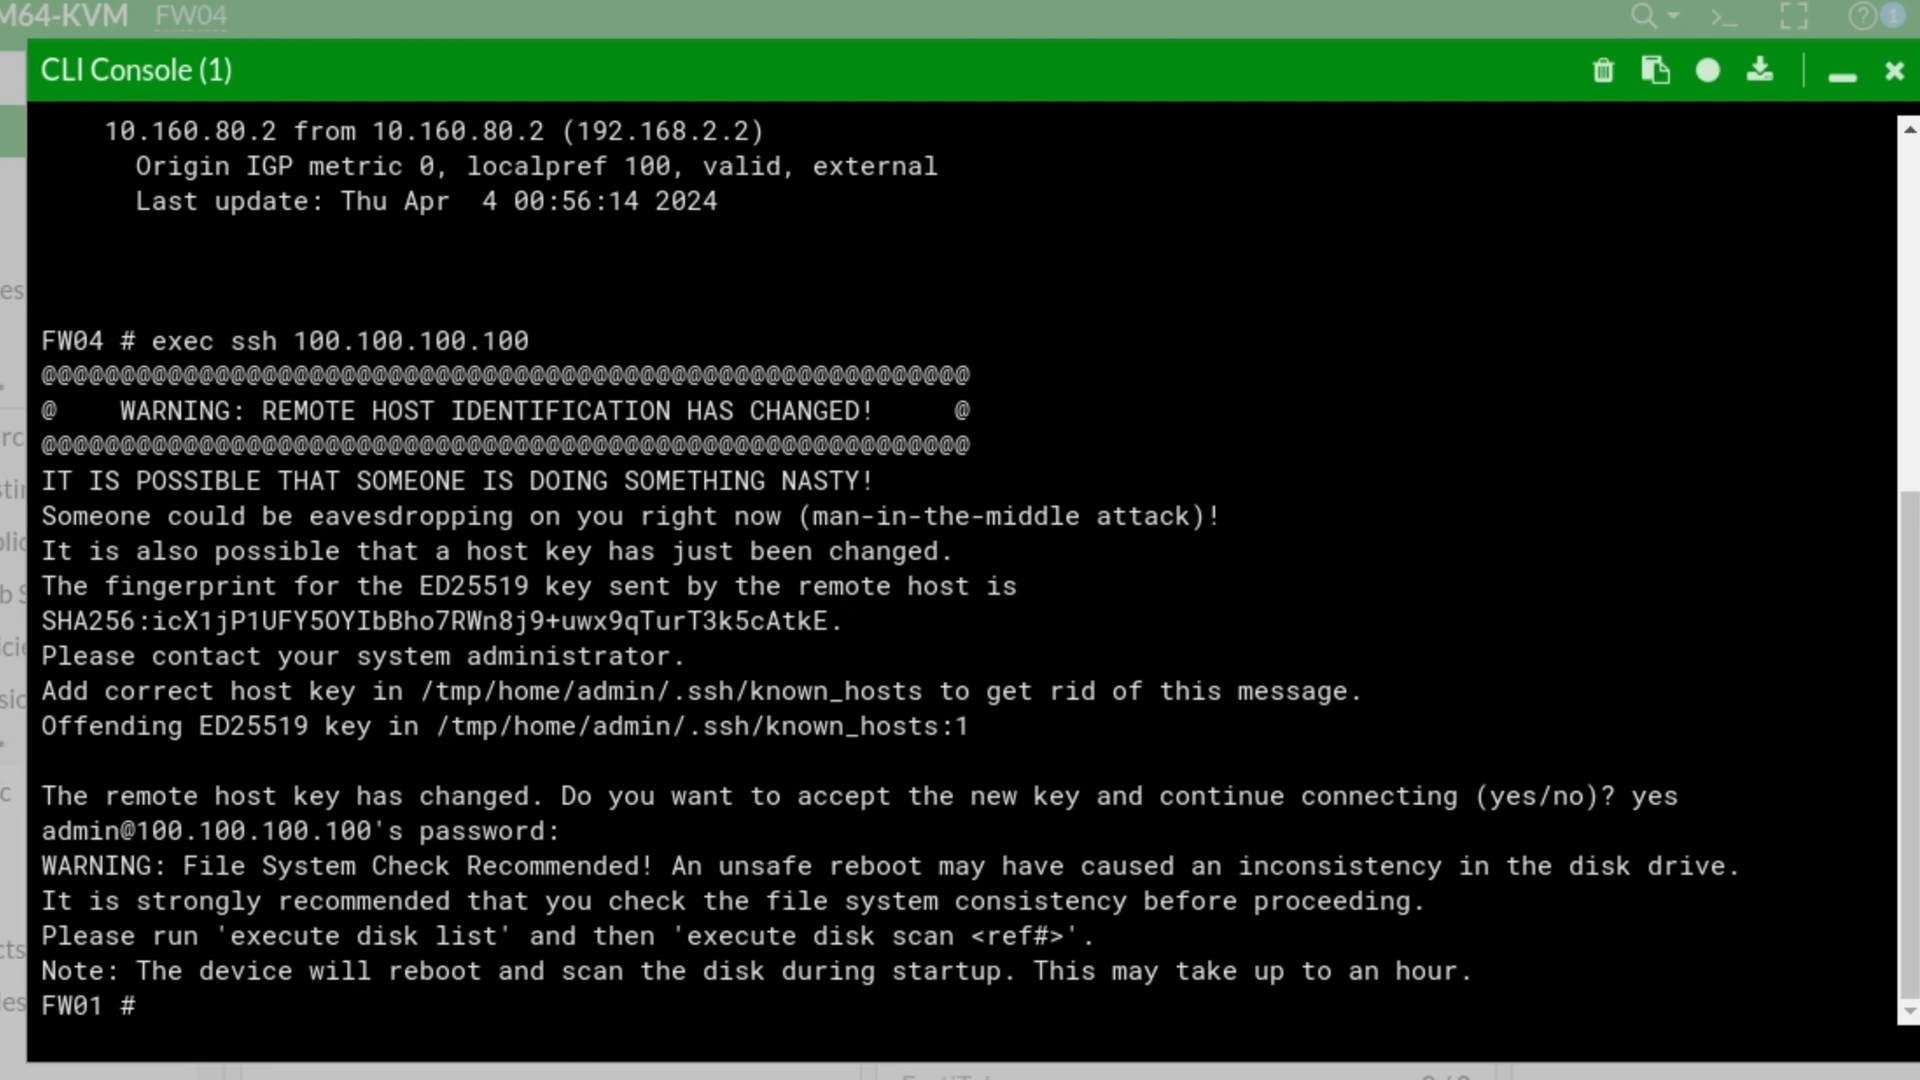 M64-KVM FW04
1
CLI Console (1)
10.160.80.2 from 10.160.80.2 (192.168.2.2)
Origin IGP metric 0, localpref 100, valid, external
Last update: Thu Apr  4 00:56:14 2024
FW04 # exec ssh 100.100.100.100
@@@@@@@@@@@@@@@@@@@@@@@@@@@@@@@@@@@@@@@@@@@@@@@@@@@@@@@@@@@
@    WARNING: REMOTE HOST IDENTIFICATION HAS CHANGED!     @
@@@@@@@@@@@@@@@@@@@@@@@@@@@@@@@@@@@@@@@@@@@@@@@@@@@@@@@@@@@
IT IS POSSIBLE THAT SOMEONE IS DOING SOMETHING NASTY!
Someone could be eavesdropping on you right now (man-in-the-middle attack)!
It is also possible that a host key has just been changed.
The fingerprint for the ED25519 key sent by the remote host is
SHA256:icX1jP1UFY5OYIbBho7RWn8j9+uwx9qTurT3k5cAtkE.
Please contact your system administrator.
Add correct host key in /tmp/home/admin/.ssh/known_hosts to get rid of this message.
Offending ED25519 key in /tmp/home/admin/.ssh/known_hosts:1
The remote host key has changed. Do you want to accept the new key and continue connecting (yes/no)? yes
admin@100.100.100.100's password:
WARNING: File System Check Recommended! An unsafe reboot may have caused an inconsistency in the disk drive.
It is strongly recommended that you check the file system consistency before proceeding.
Please run 'execute disk list' and then 'execute disk scan <ref#>'.
Note: The device will reboot and scan the disk during startup. This may take up to an hour.
FW01 #